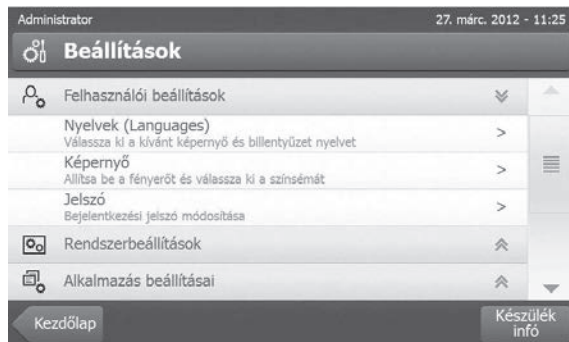 Administrator
27. márc. 2012 - 11:25
Beállítások
Felhasználói beállítások
Nyelvek (Languages)
Válassza ki a kívánt képernyő és billentyűzet nyelvet
>
Képernyő
Allítsa be a fényerőt és válassza ki a színsémát
>
Jelszó
Bejelentkezési jelszó módosítása
>
Rendszerbeállítások
Alkalmazás beállításai
Kezdőlap
Készülék
infó